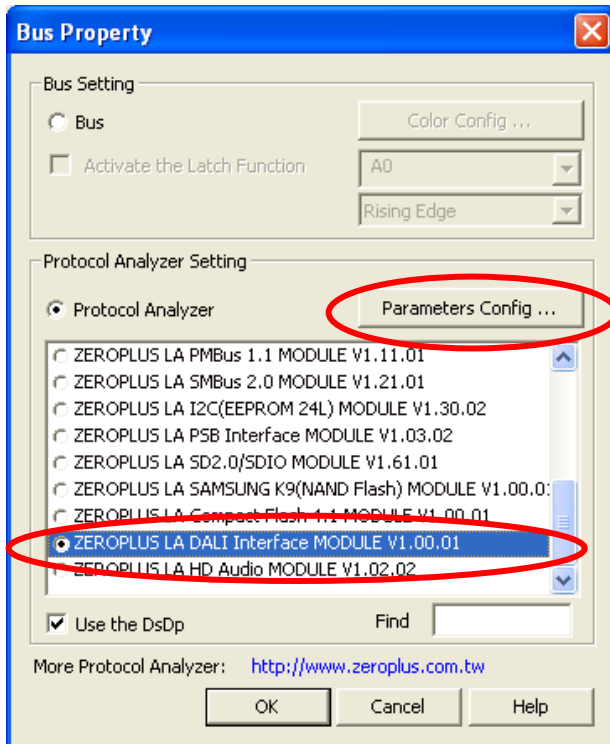 Bus Property
Bus Setting
Bus
Color Config ...
Activate the Latch Function
A0
Rising Edge
Protocol Analyzer Setting
Protocol Analyzer
Parameters Config ...
ZEROPLUS LA PMBus 1.1 MODULE V1.11.01
ZEROPLUS LA SMBus 2.0 MODULE V1.21.01
ZEROPLUS LA I2C(EEPROM 24L) MODULE V1.30.02
ZEROPLUS LA PSB Interface MODULE V1.03.02
ZEROPLUS LA SD2.0/SDIO MODULE V1.61.01
ZEROPLUS LA SAMSUNG K9(NAND Flash) MODULE V1.00.0
ZEROPLUS LA Compact Flash 4.1 MODULE V1.00.01
ZEROPLUS LA DALI Interface MODULE V1.00.01
ZEROPLUS LA HD Audio MODULE V1.02.02
Use the DsDp
Find
More Protocol Analyzer: http://www.zeroplus.com.tw
OK
Cancel
Help